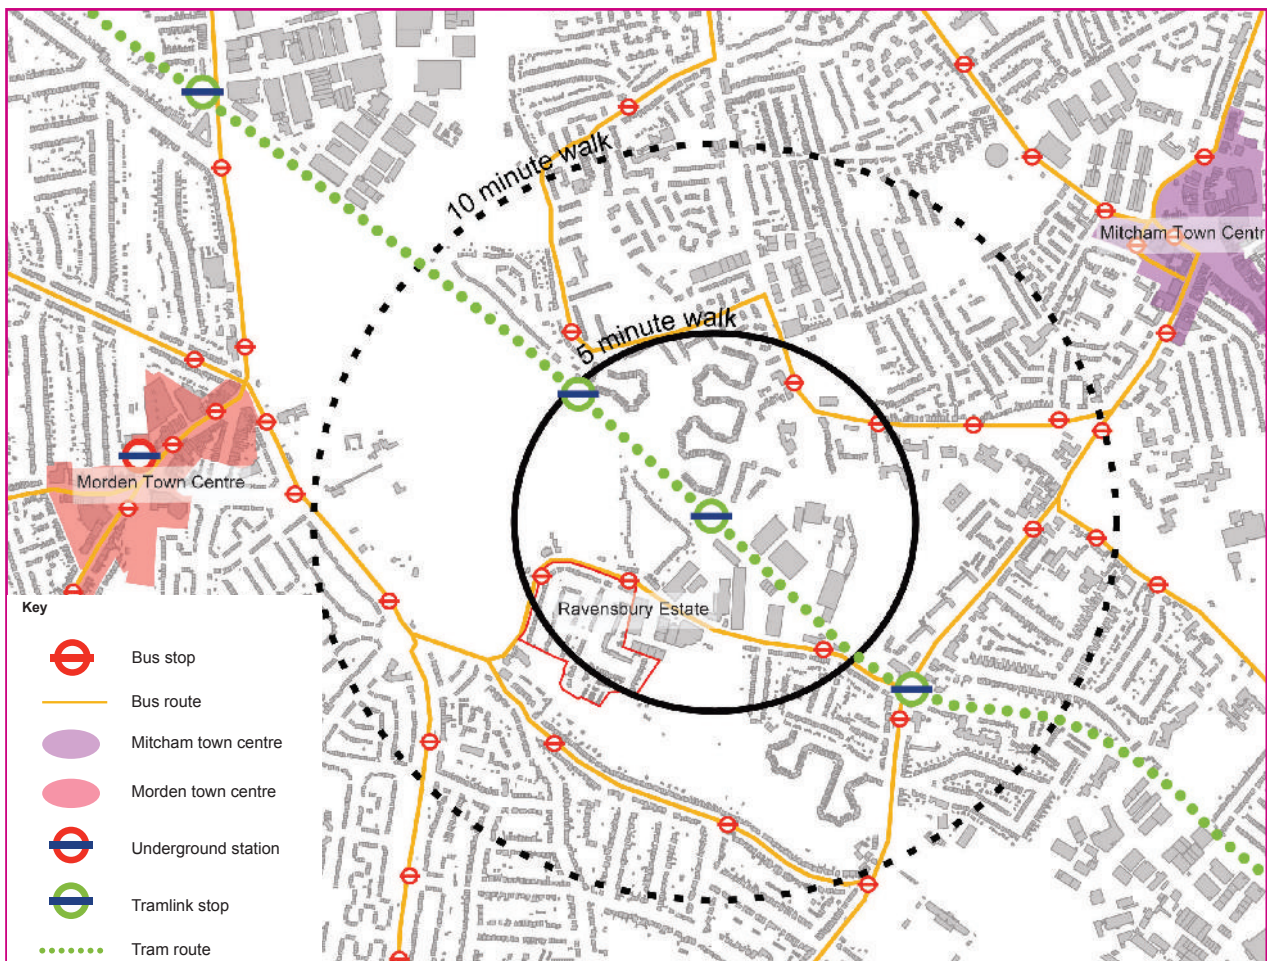 10 minute walk
Mitcham Town Centr
5 minute walk
Morden Town Centre
Ravensbury Estate
Key
Bus stop
Bus route
Mitcham town centre
Morden town centre
Underground station
Tramlink stop
Tram route